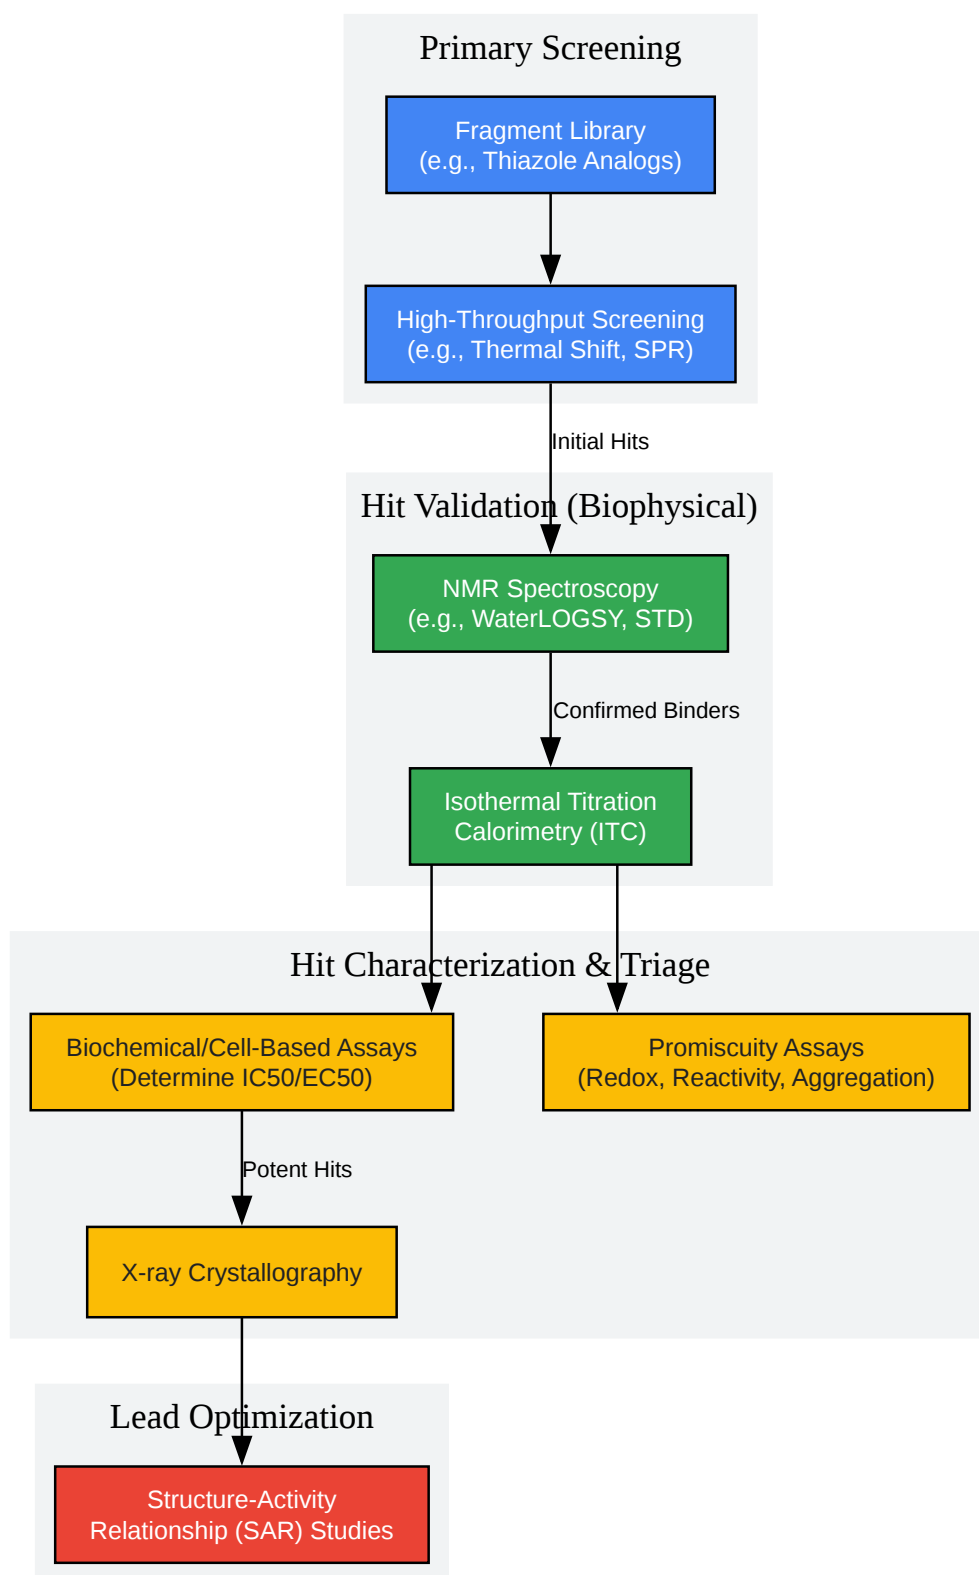 Primary Screening
Fragment Library
(e.g., Thiazole Analogs)
High-Throughput Screening
(e.g., Thermal Shift, SPR)
Initial Hits
Hit Validation (Biophysical)
NMR Spectroscopy
(e.g., WaterLOGSY, STD)
Confirmed Binders
Isothermal Titration
Calorimetry (ITC)
Hit Characterization & Triage
Biochemical/Cell-Based Assays
(Determine IC50/EC50)
Promiscuity Assays
(Redox, Reactivity, Aggregation)
Potent Hits
X-ray Crystallography
Lead Optimization
Structure-Activity
Relationship (SAR) Studies